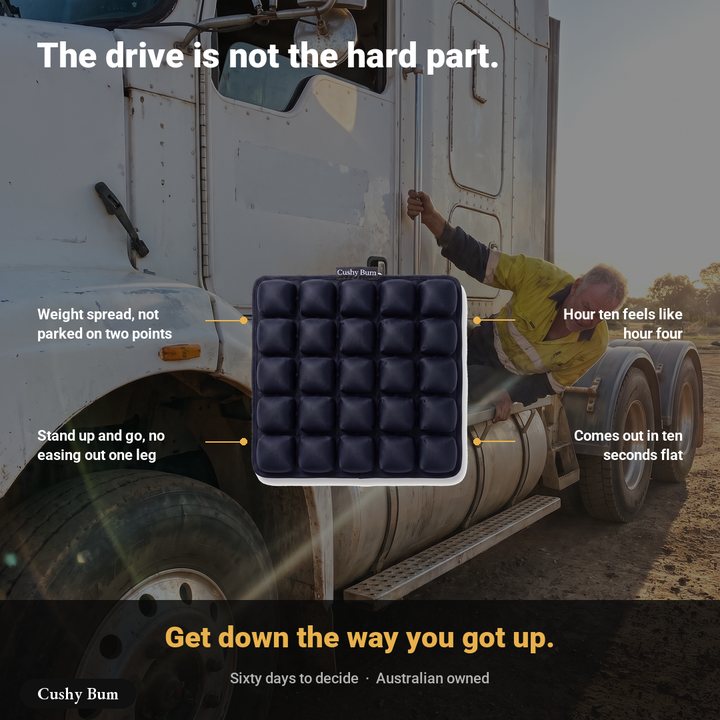 The drive is not the hard part.
Cushy Bum
Weight spread, not
parked on two points
Hour ten feels like
hour four
Stand up and go, no
easing out one leg
Comes out in ten
seconds flat
Get down the way you got up.
Sixty days to decide · Australian owned
Cushy Bum